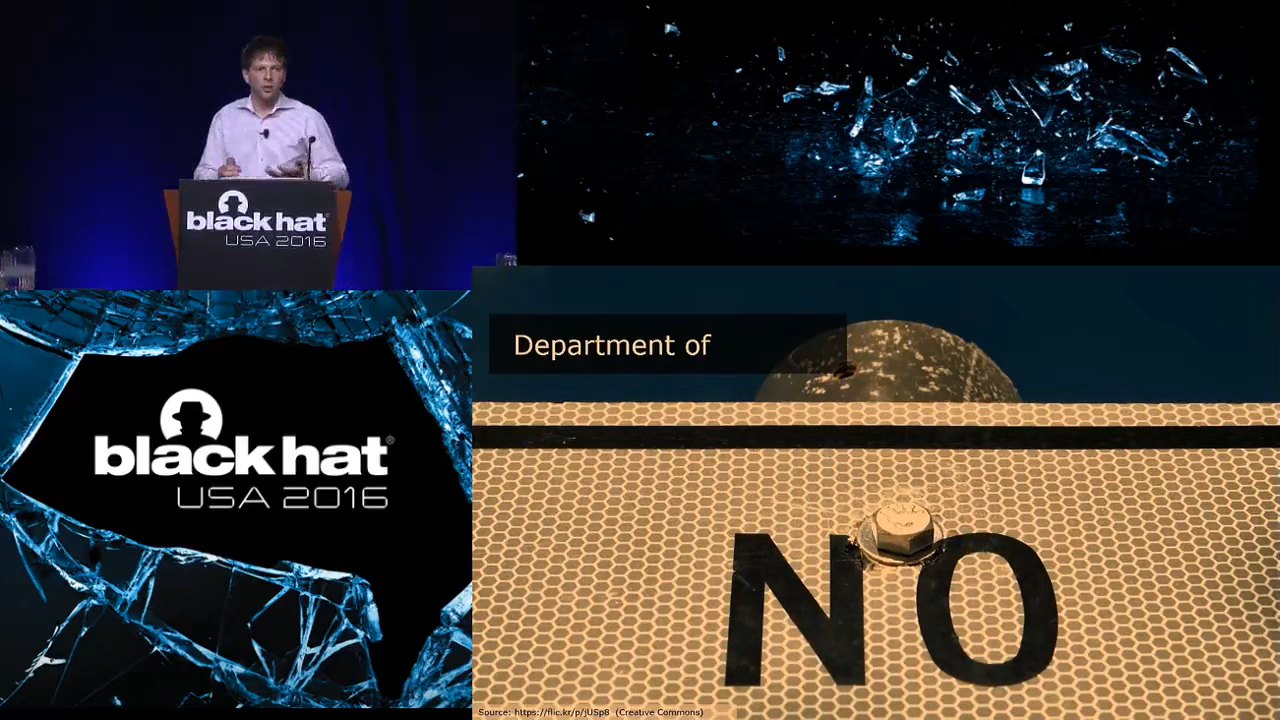 black hat
USA 2016
black hat®
USA 2016
Department of
NO
Source: https://flic.kr/p/jUSp8 (Creative Commons)